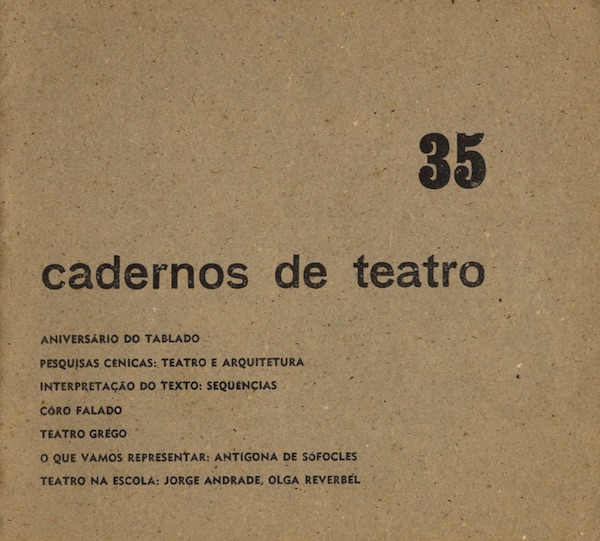 35
cadernos de teatro
ANIVERSÁRIO DO TABLADO
PESQUISAS CÊNICAS: TEATRO E ARQUITETURA
INTERPRETAÇÃO DO TEXTO: SEQÜÊNCIAS
CÔRO FALADO
TEATRO GREGO
O QUE VAMOS REPRESENTAR: ANTÍGONA DE SÓFOCLES
TEATRO NA ESCOLA: JORGE ANDRADE, OLGA REVERBEL